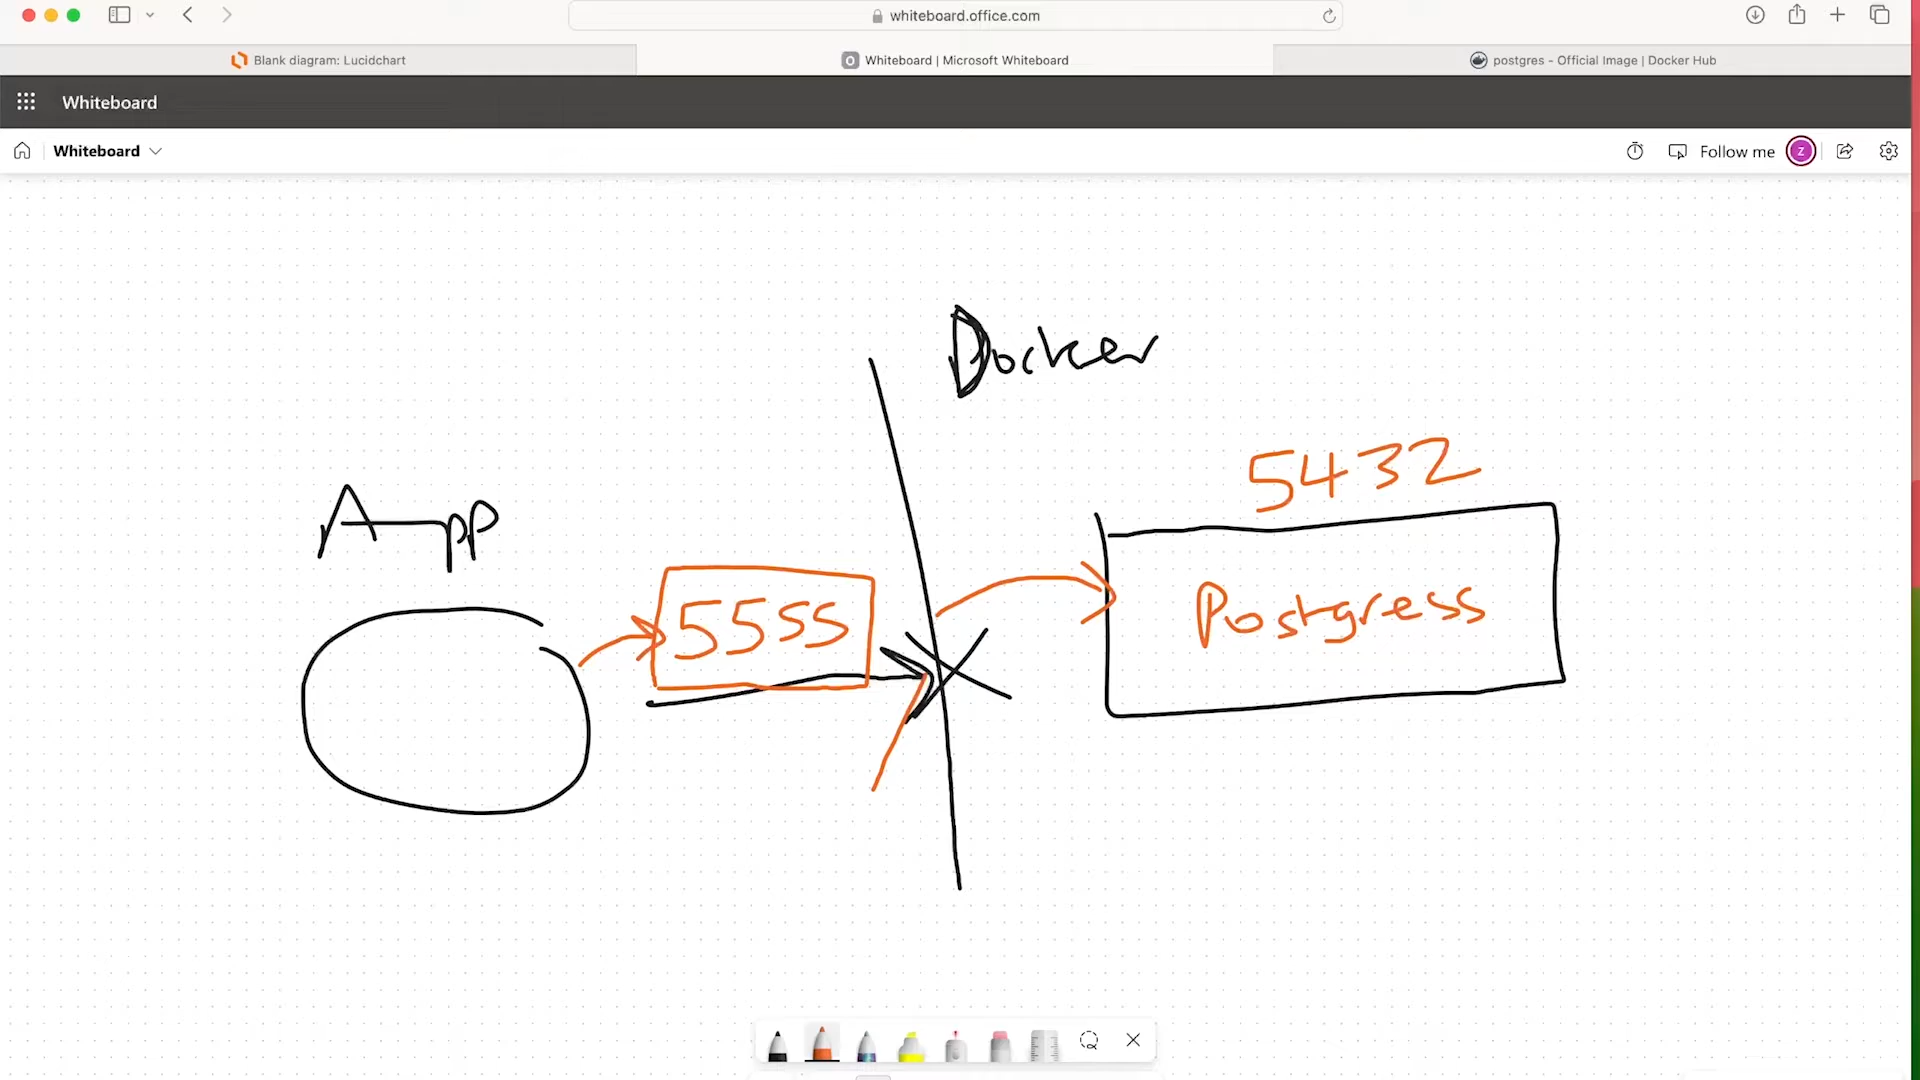 whiteboard.office.com
Blank diagram: Lucidchart
Whiteboard | Microsoft Whiteboard
postgres - Official Image | Docker Hub
Whiteboard
Whiteboard
Follow me
Z
Docker
5432
App
5555
Postgress